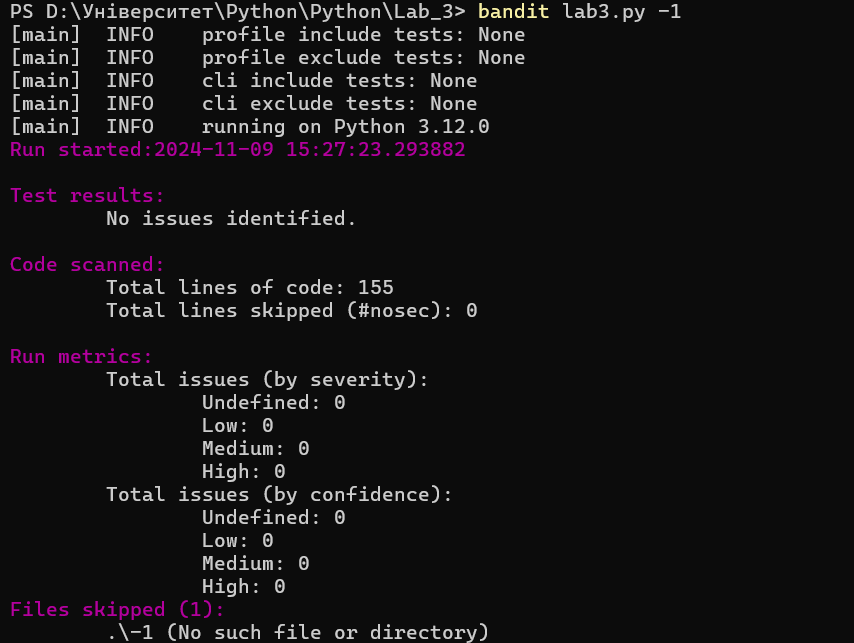 PS D:\Університет\Python\Python\Lab_3> bandit lab3.py -1
[main]  INFO    profile include tests: None
[main]  INFO    profile exclude tests: None
[main]  INFO    cli include tests: None
[main]  INFO    cli exclude tests: None
[main]  INFO    running on Python 3.12.0
Run started:2024-11-09 15:27:23.293882
Test results:
No issues identified.
Code scanned:
Total lines of code: 155
Total lines skipped (#nosec): 0
Run metrics:
Total issues (by severity):
Undefined: 0
Low: 0
Medium: 0
High: 0
Total issues (by confidence):
Undefined: 0
Low: 0
Medium: 0
High: 0
Files skipped (1):
.\-1 (No such file or directory)